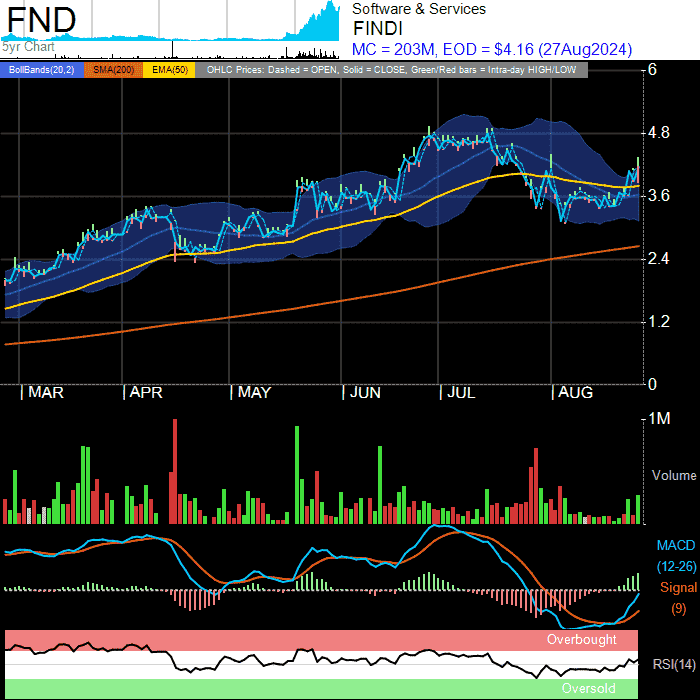 FND
5yr Chart
Software & Services
FINDI
MC = 203M, EOD = $4.16 (27Aug2024)
BollBands(20,2) SMA(200) EMA(50) OHLC Prices: Dashed = OPEN, Solid = CLOSE, Green/Red bars = Intra-day HIGH/LOW
6
4.8
3.6
2.4
1.2
0
MAR APR MAY JUN JUL AUG
1M
Volume
MACD
(12-26)
Signal
(9)
Overbought
RSI(14)
Oversold